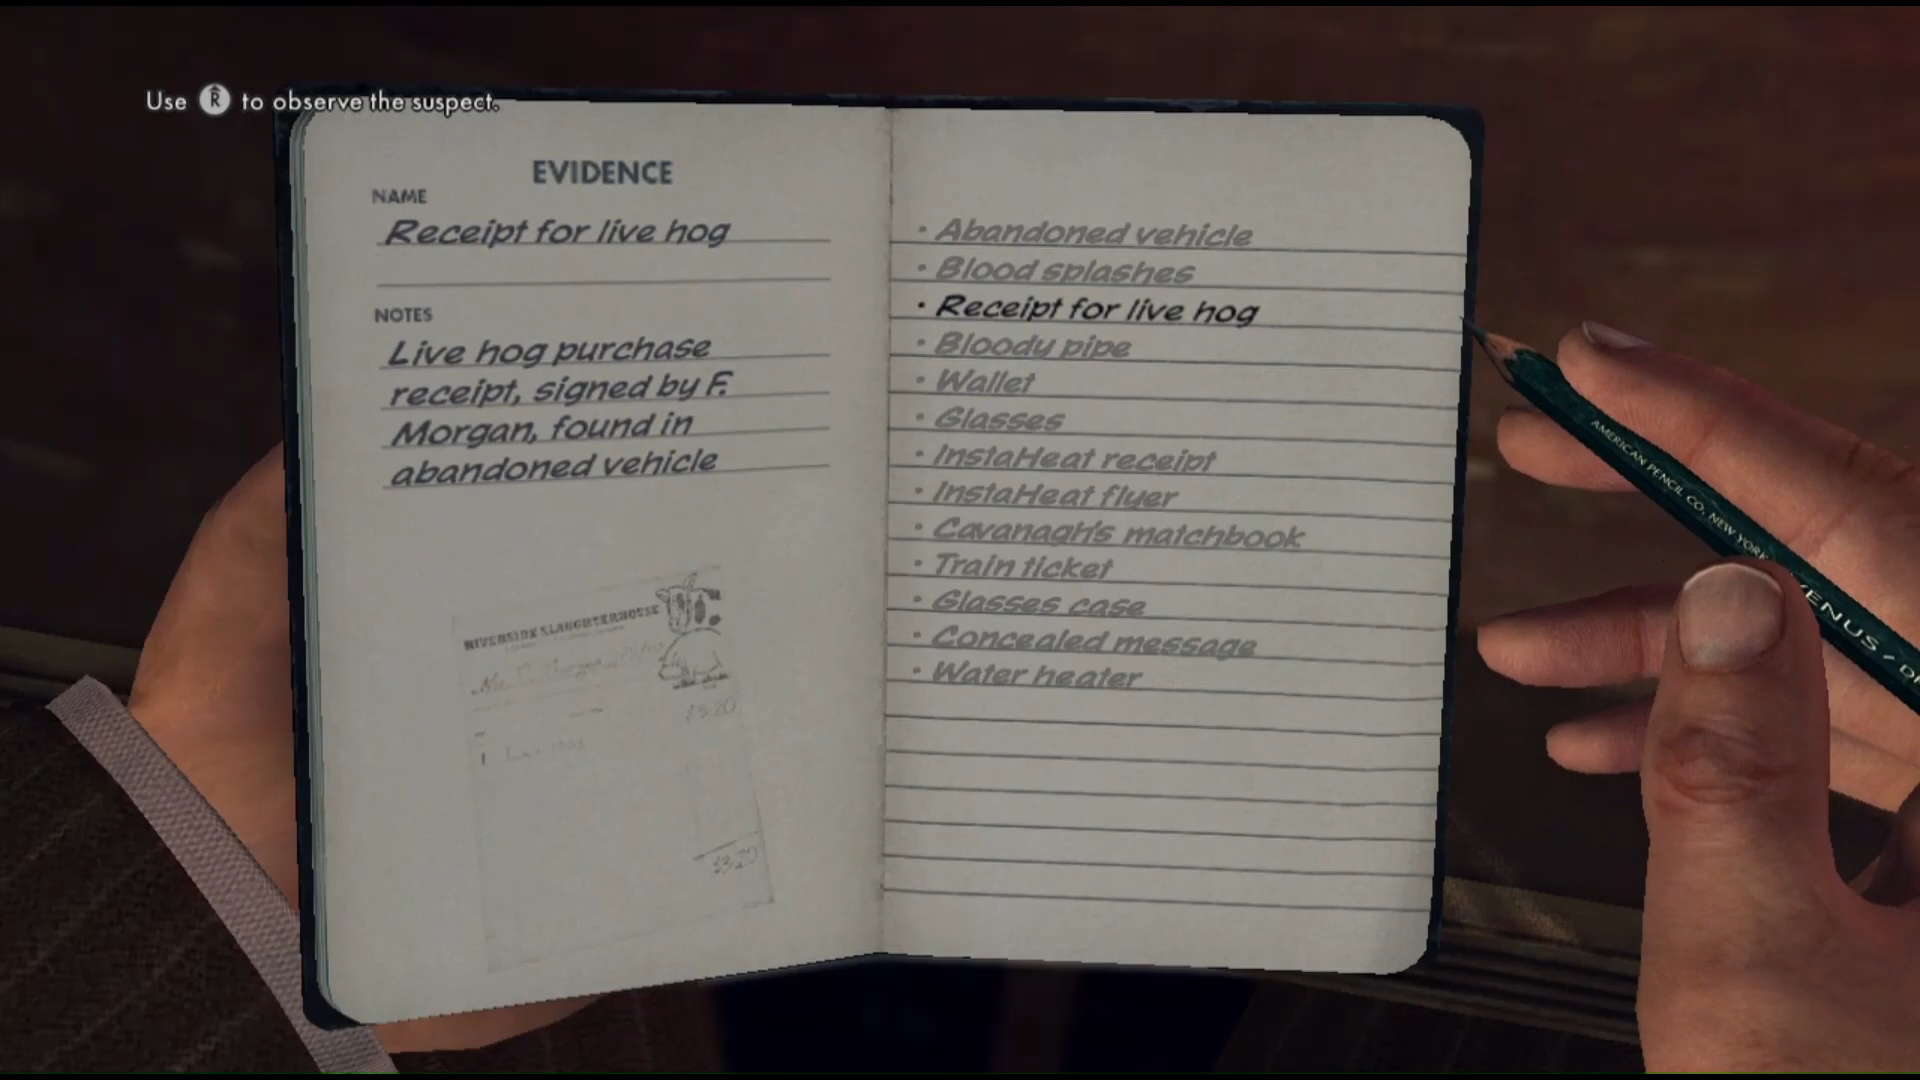 Use R to observe the suspect.
EVIDENCE
NAME
Receipt for live hog
NOTES
Live hog purchase
receipt, signed by F.
Morgan, found in
abandoned vehicle
RIVERSIDE SLAUGHTERHOUSE
Mr. F. Morgan
$3.20
1
$3.20
• Abandoned vehicle
• Blood splashes
• Receipt for live hog
• Bloody pipe
• Wallet
• Glasses
• InstaHeat receipt
• InstaHeat flyer
• Cavanagh's matchbook
• Train ticket
• Glasses case
• Concealed message
• Water heater
AMERICAN PENCIL CO. NEW YORK
VENUS